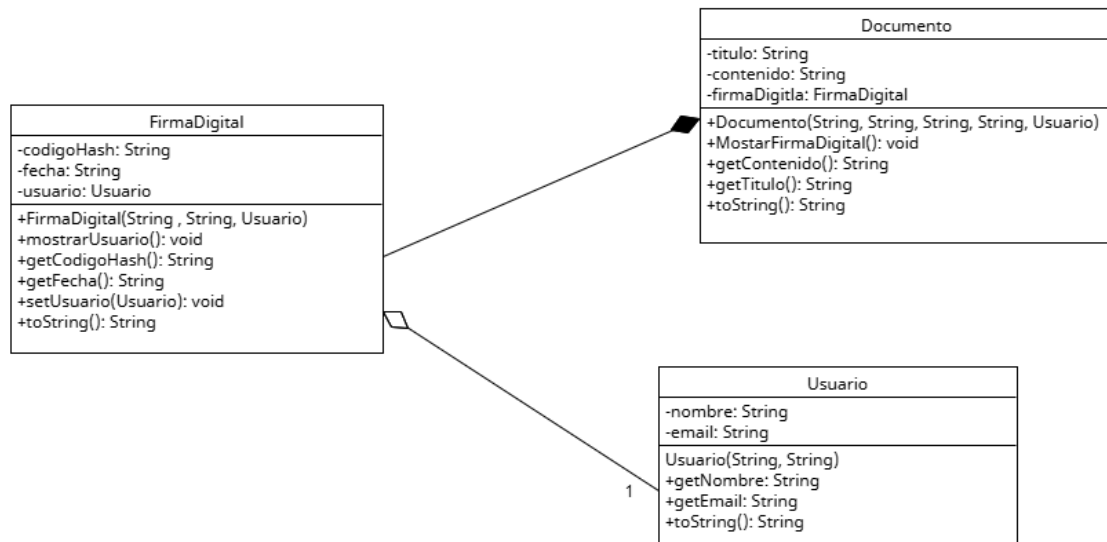 FirmaDigital
-codigoHash: String
-fecha: String
-usuario: Usuario
+FirmaDigital(String , String, Usuario)
+mostrarUsuario(): void
+getCodigoHash(): String
+getFecha(): String
+setUsuario(Usuario): void
+toString(): String
Documento
-titulo: String
-contenido: String
-firmaDigitla: FirmaDigital
+Documento(String, String, String, String, Usuario)
+MostarFirmaDigital(): void
+getContenido(): String
+getTitulo(): String
+toString(): String
Usuario
-nombre: String
-email: String
Usuario(String, String)
+getNombre: String
+getEmail: String
+toString(): String
1